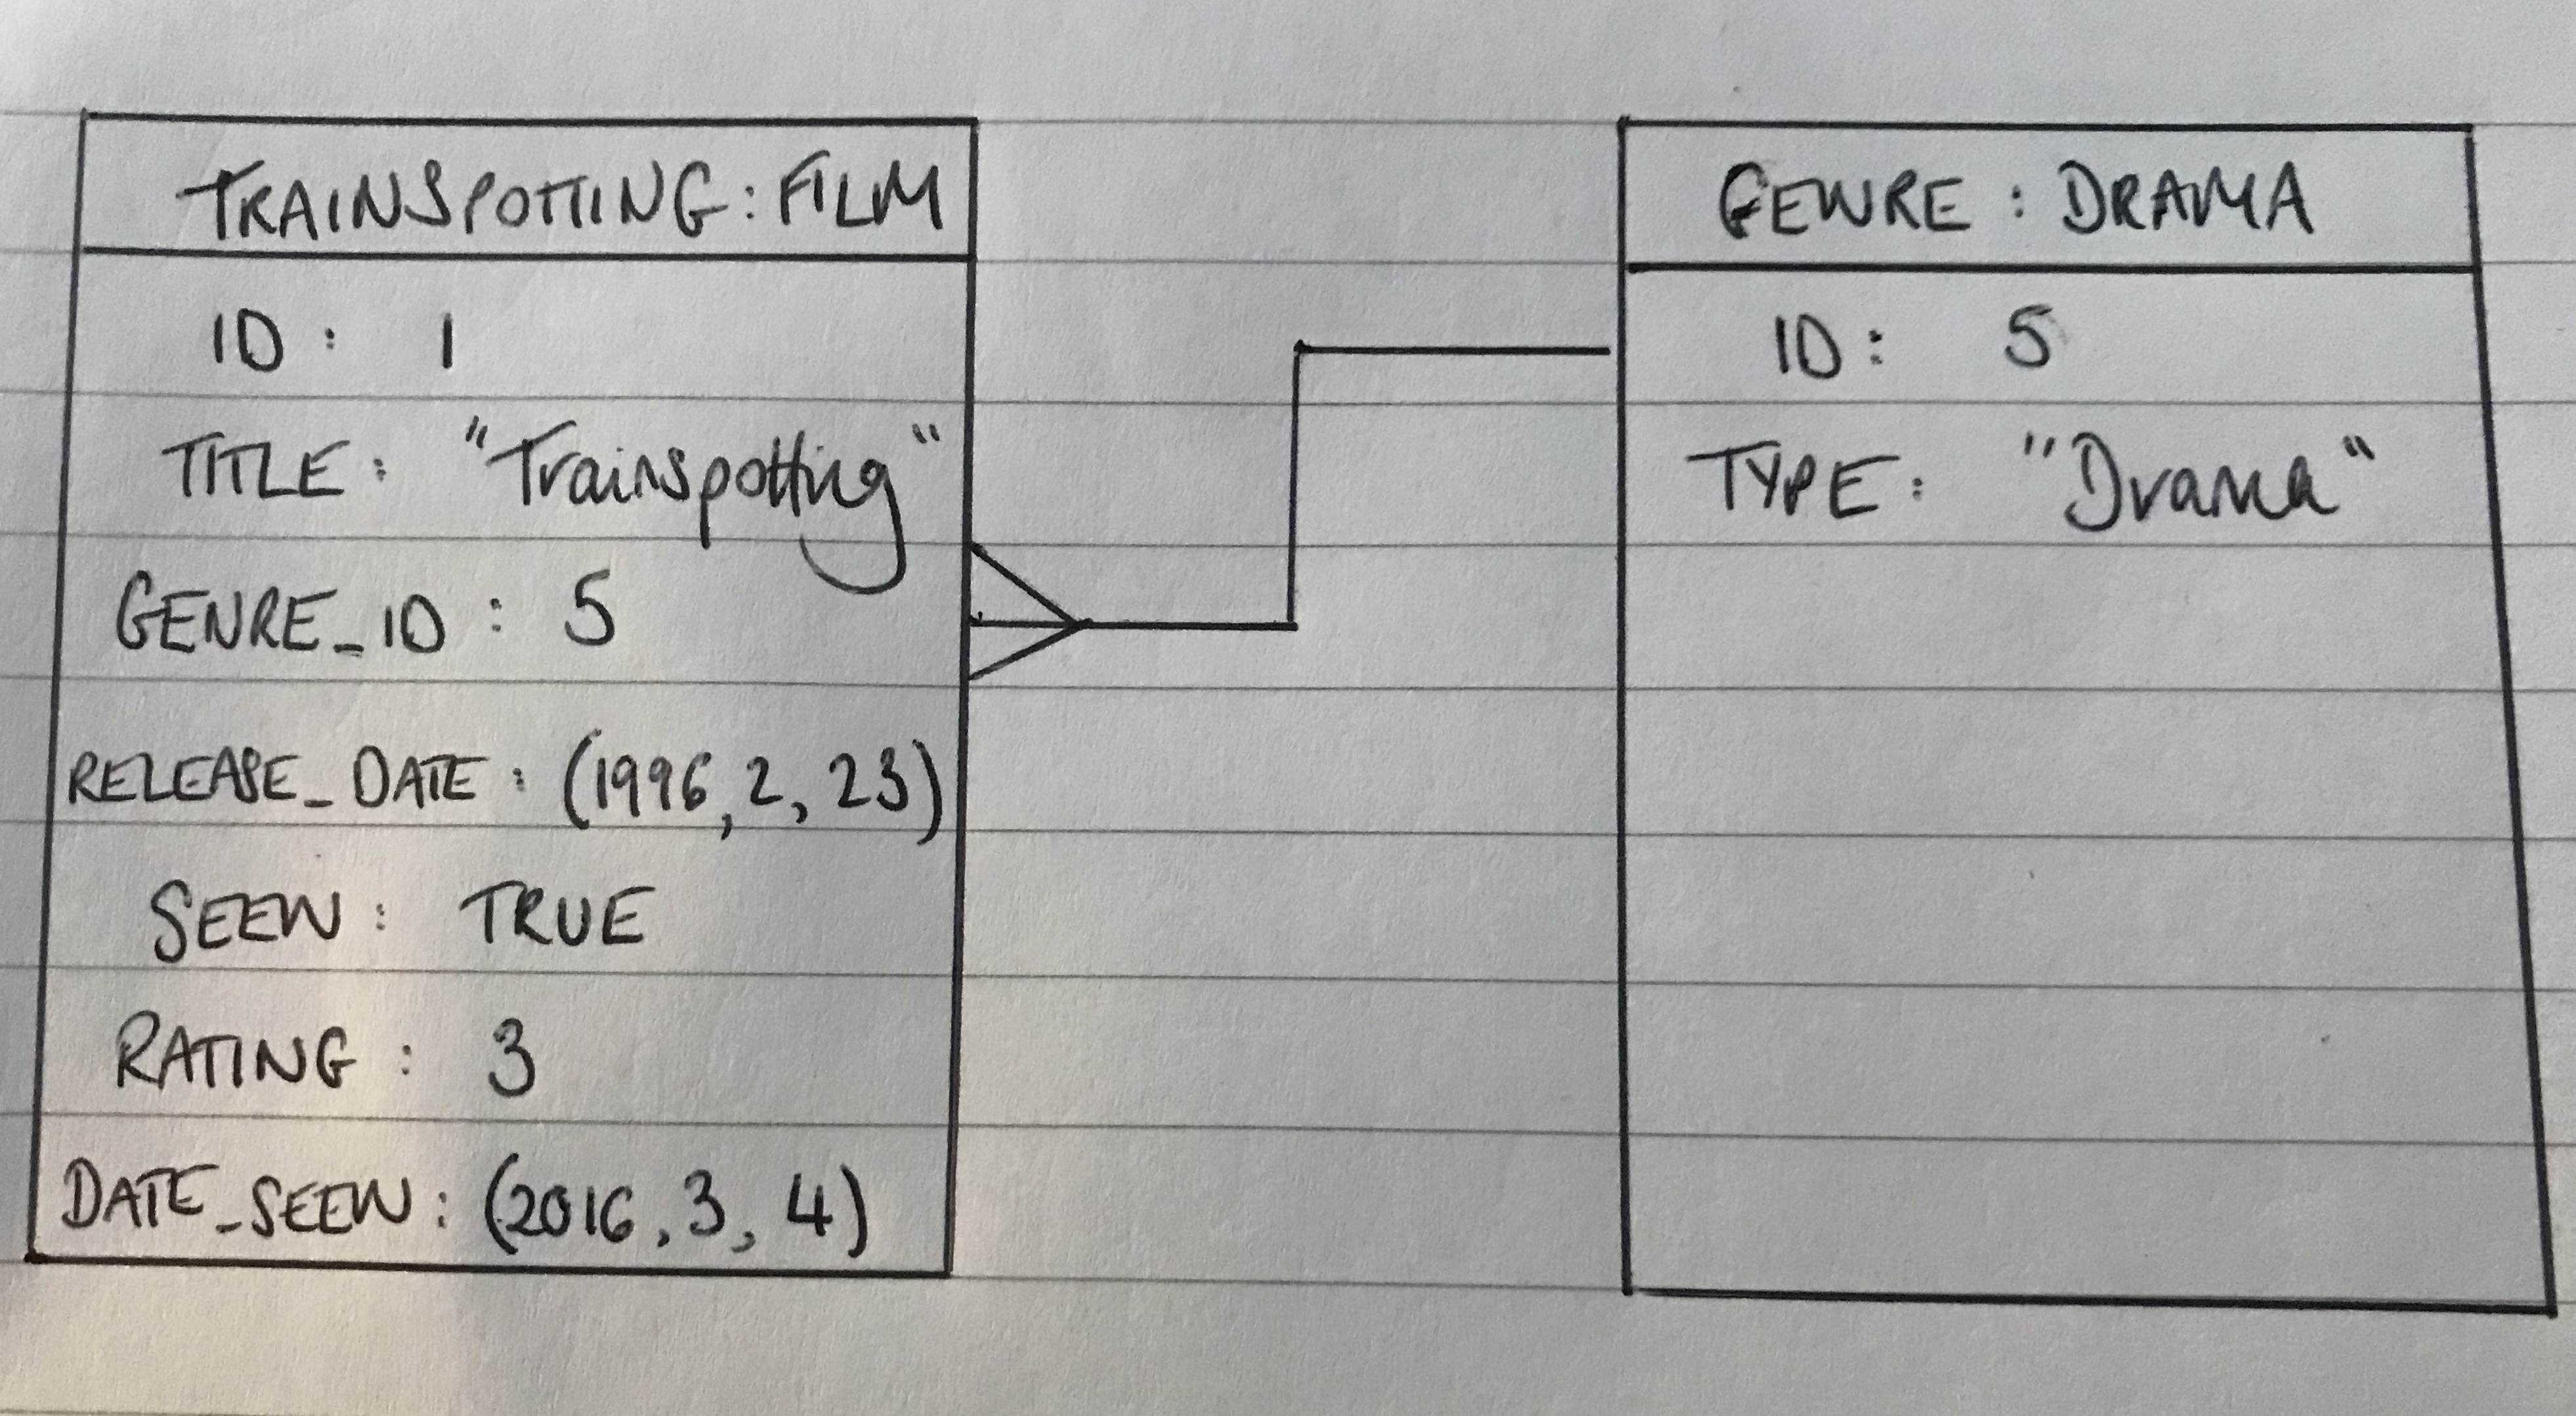 TRAINSPOTTING: FILM
ID: 1
TITLE: "Trainspotting"
GENRE_ID: 5
RELEASE_DATE: (1996, 2, 23)
SEEN: TRUE
RATING: 3
DATE_SEEN: (2016, 3, 4)
GENRE: DRAMA
ID: 5
TYPE: "Drama"